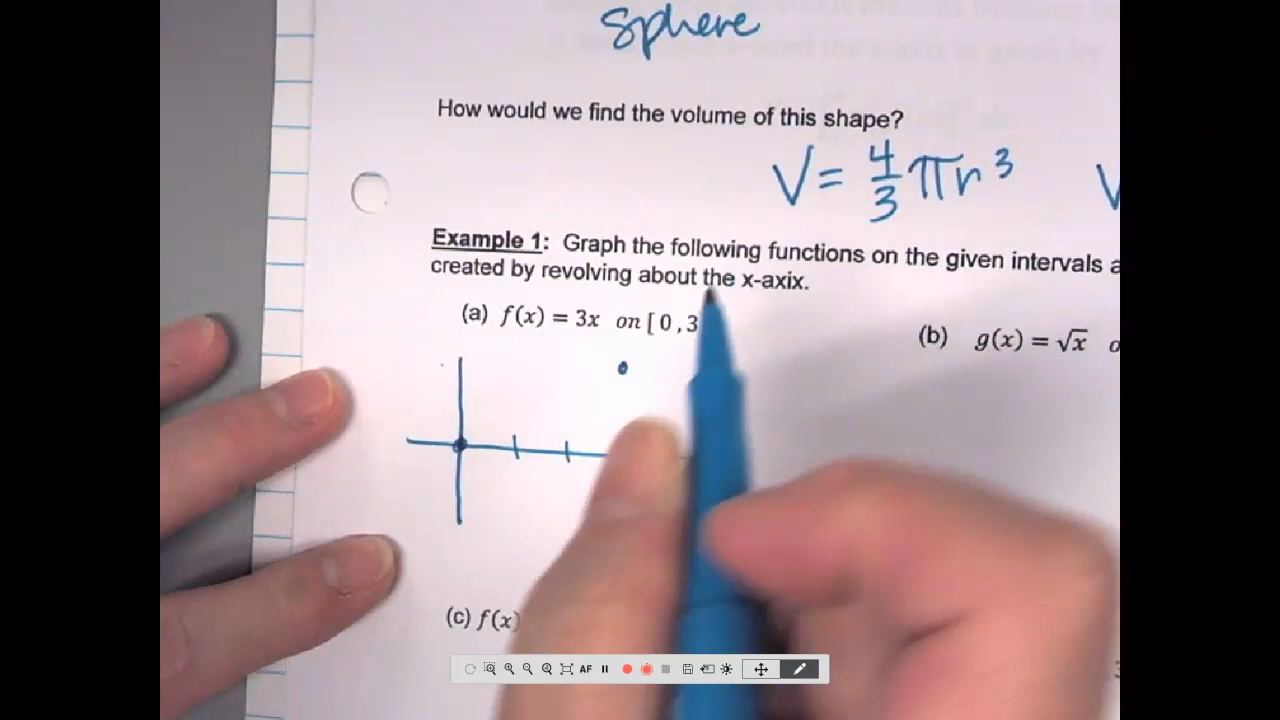 sphere
How would we find the volume of this shape?
V = 4/3 πr³ V
Example 1: Graph the following functions on the given intervals a
created by revolving about the x-axix.
(a) f(x) = 3x on [ 0 , 3
(b) g(x) = √x o
(c) f(x)
AF